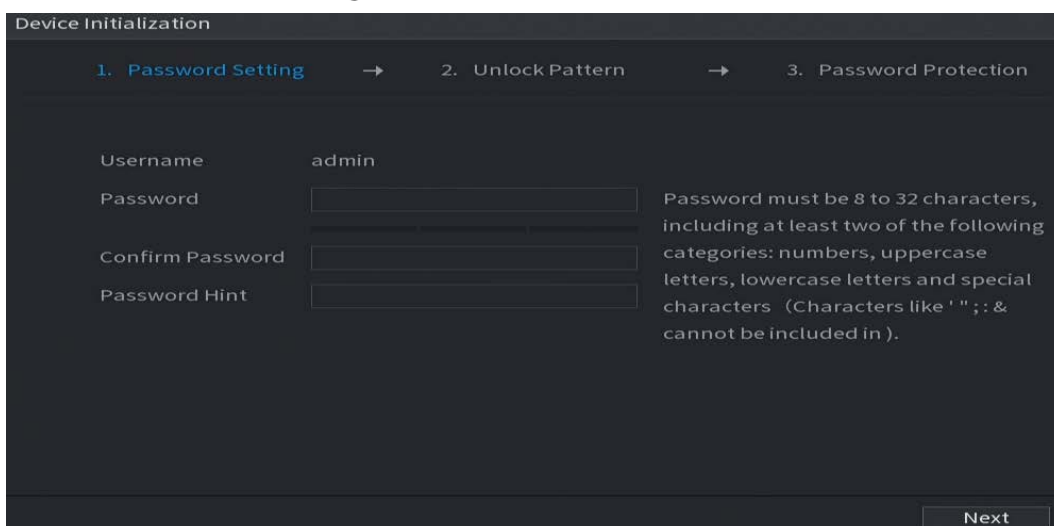 Device Initialization
1. Password Setting → 2. Unlock Pattern → 3. Password Protection
Username admin
Password
Password must be 8 to 32 characters,
including at least two of the following
categories: numbers, uppercase
letters, lowercase letters and special
characters (Characters like ' " ; : &
cannot be included in ).
Confirm Password
Password Hint
Next